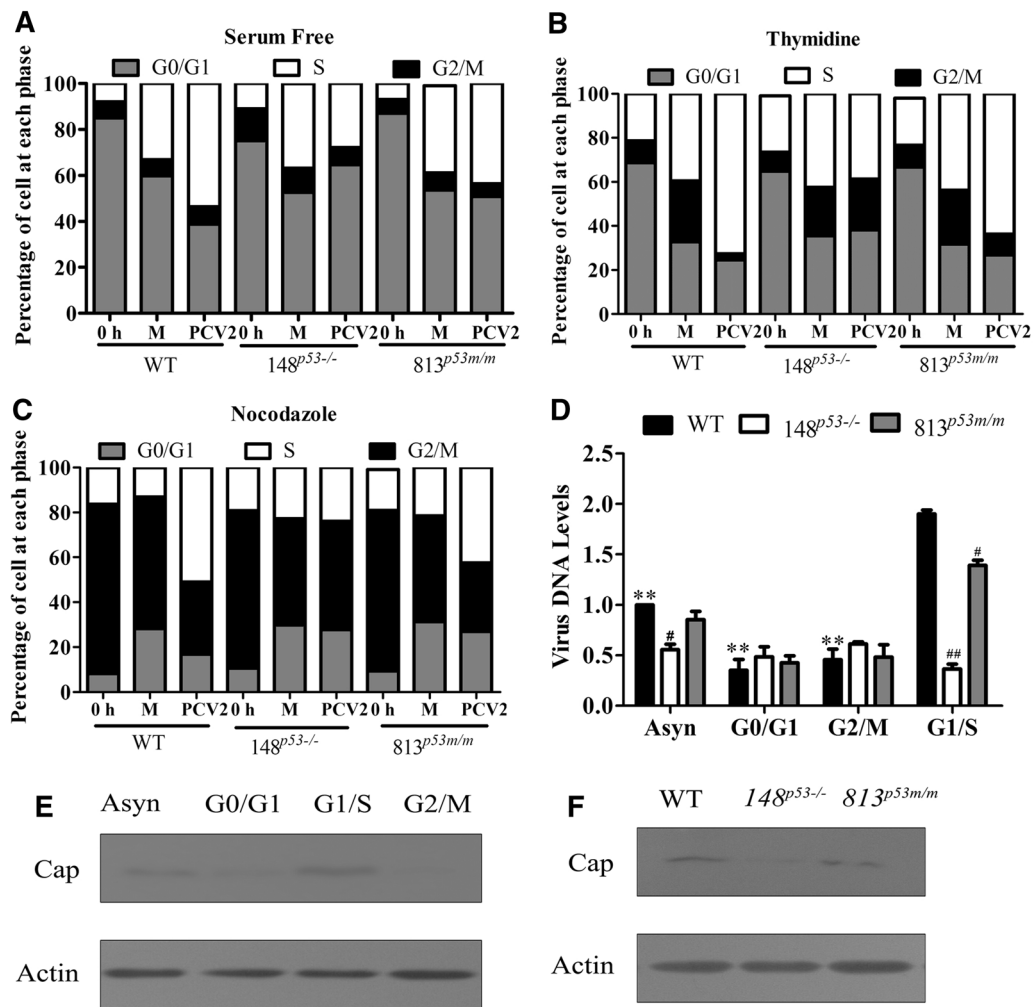 A
Serum Free
G0/G1 S G2/M
Percentage of cell at each phase
100
80
60
40
20
0
0 h M PCV2 0 h M PCV2 0 h M PCV2
WT 148p53-/- 813p53m/m
B
Thymidine
G0/G1 S G2/M
Percentage of cell at each phase
100
80
60
40
20
0
0 h M PCV2 0 h M PCV2 0 h M PCV2
WT 148p53-/- 813p53m/m
C
Nocodazole
G0/G1 S G2/M
Percentage of cell at each phase
100
80
60
40
20
0
0 h M PCV2 0 h M PCV2 0 h M PCV2
WT 148p53-/- 813p53m/m
D
WT 148p53-/- 813p53m/m
Virus DNA Levels
2.5
2.0
1.5
1.0
0.5
0.0
** # ** ** ## #
Asyn G0/G1 G2/M G1/S
E
Asyn G0/G1 G1/S G2/M
Cap
Actin
F
WT 148p53-/- 813p53m/m
Cap
Actin